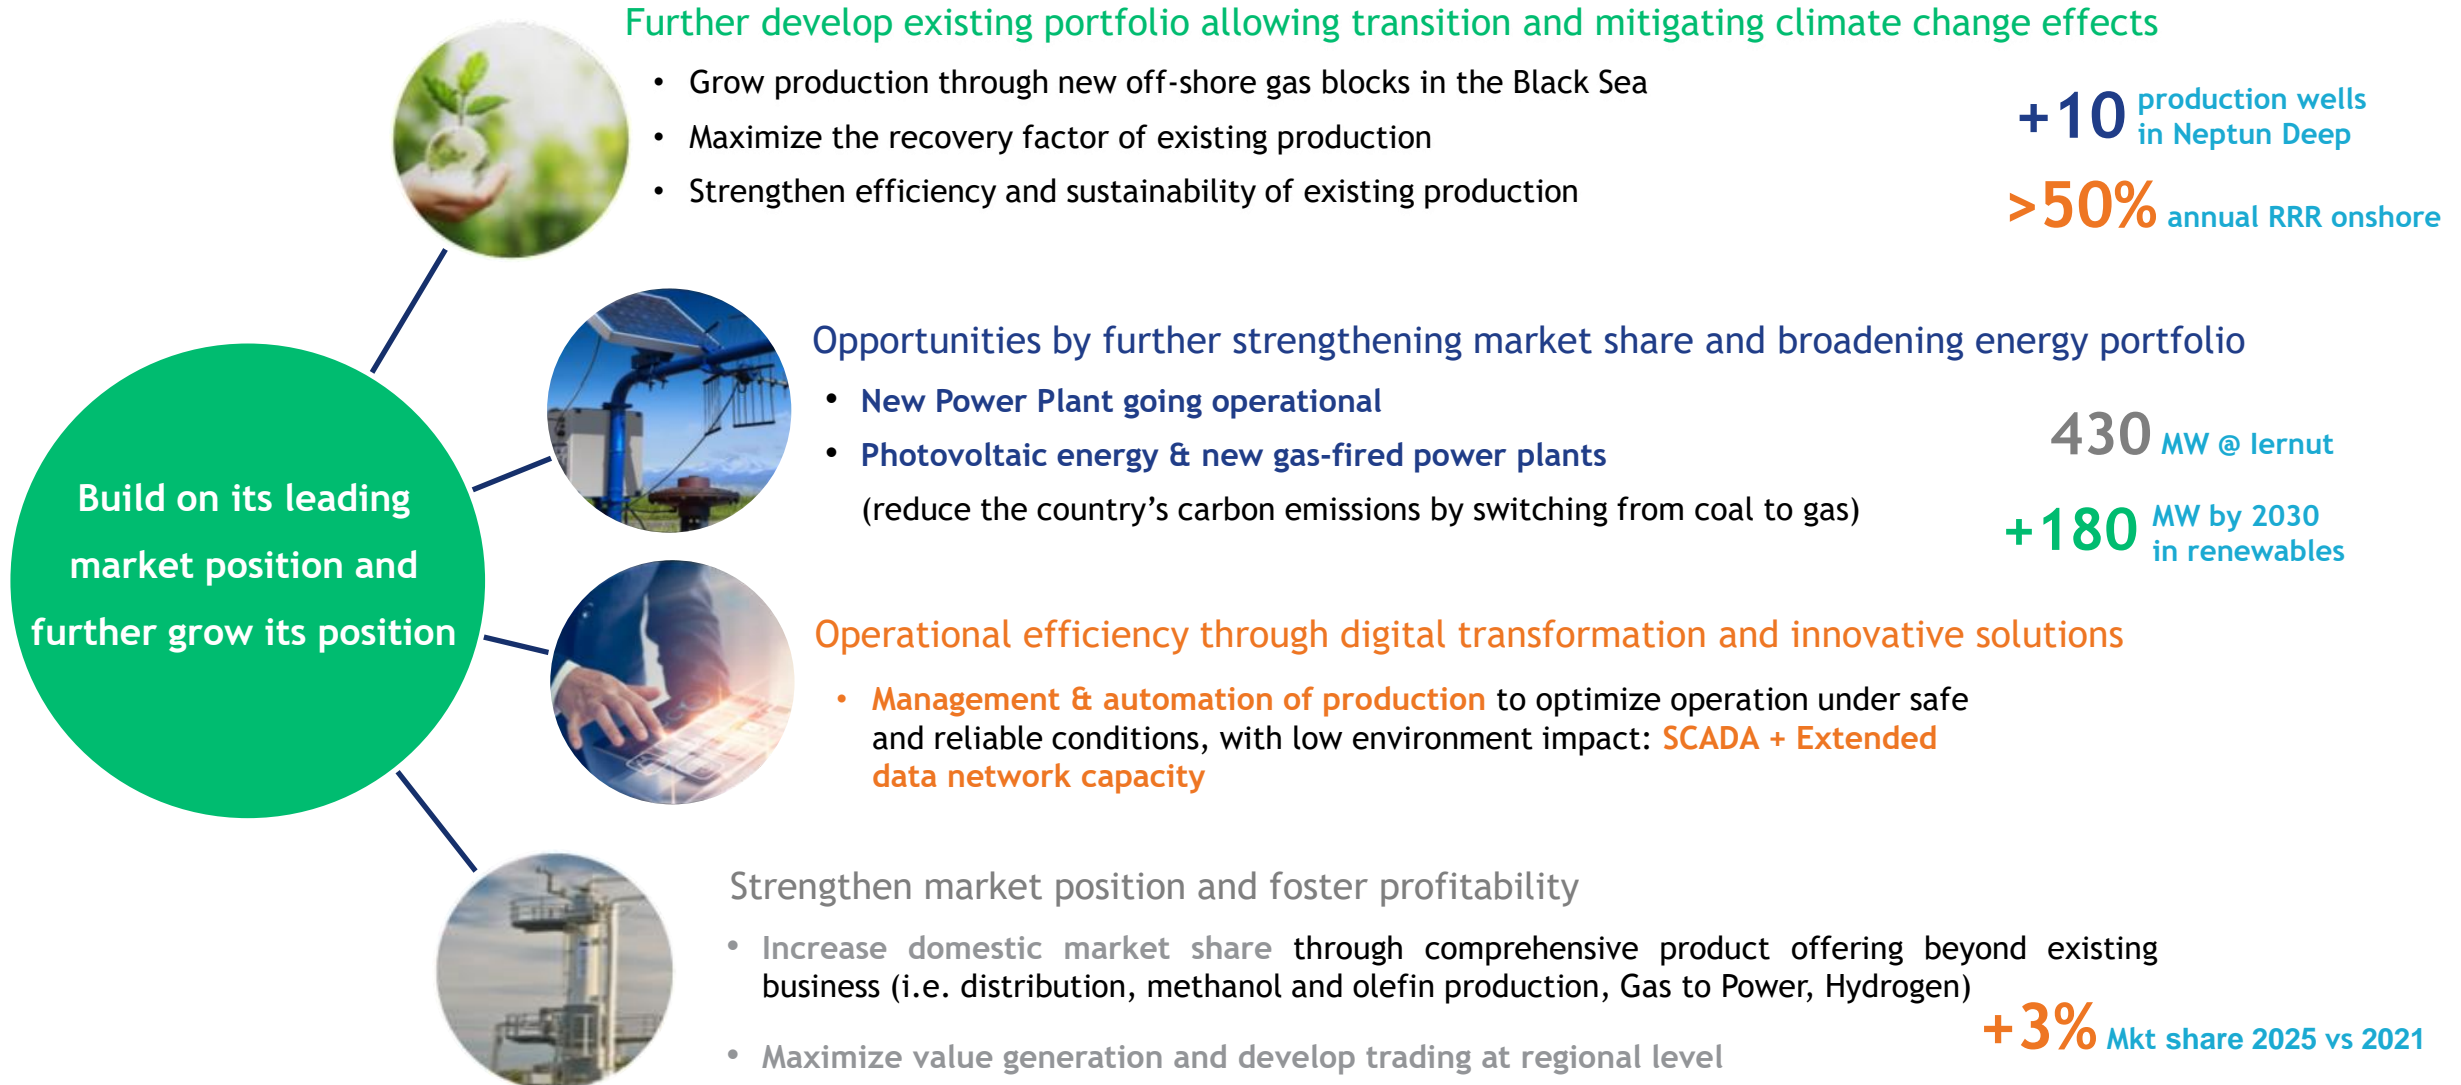 Further develop existing portfolio allowing transition and mitigating climate change effects
• Grow production through new off-shore gas blocks in the Black Sea
• Maximize the recovery factor of existing production
• Strengthen efficiency and sustainability of existing production
+10 production wells
in Neptun Deep
>50% annual RRR onshore
Opportunities by further strengthening market share and broadening energy portfolio
• New Power Plant going operational
• Photovoltaic energy & new gas-fired power plants
(reduce the country’s carbon emissions by switching from coal to gas)
430 MW @ Iernut
+180 MW by 2030
in renewables
Build on its leading
market position and
further grow its position
Operational efficiency through digital transformation and innovative solutions
• Management & automation of production to optimize operation under safe
and reliable conditions, with low environment impact: SCADA + Extended
data network capacity
Strengthen market position and foster profitability
• Increase domestic market share through comprehensive product offering beyond existing
business (i.e. distribution, methanol and olefin production, Gas to Power, Hydrogen)
+3% Mkt share 2025 vs 2021
• Maximize value generation and develop trading at regional level